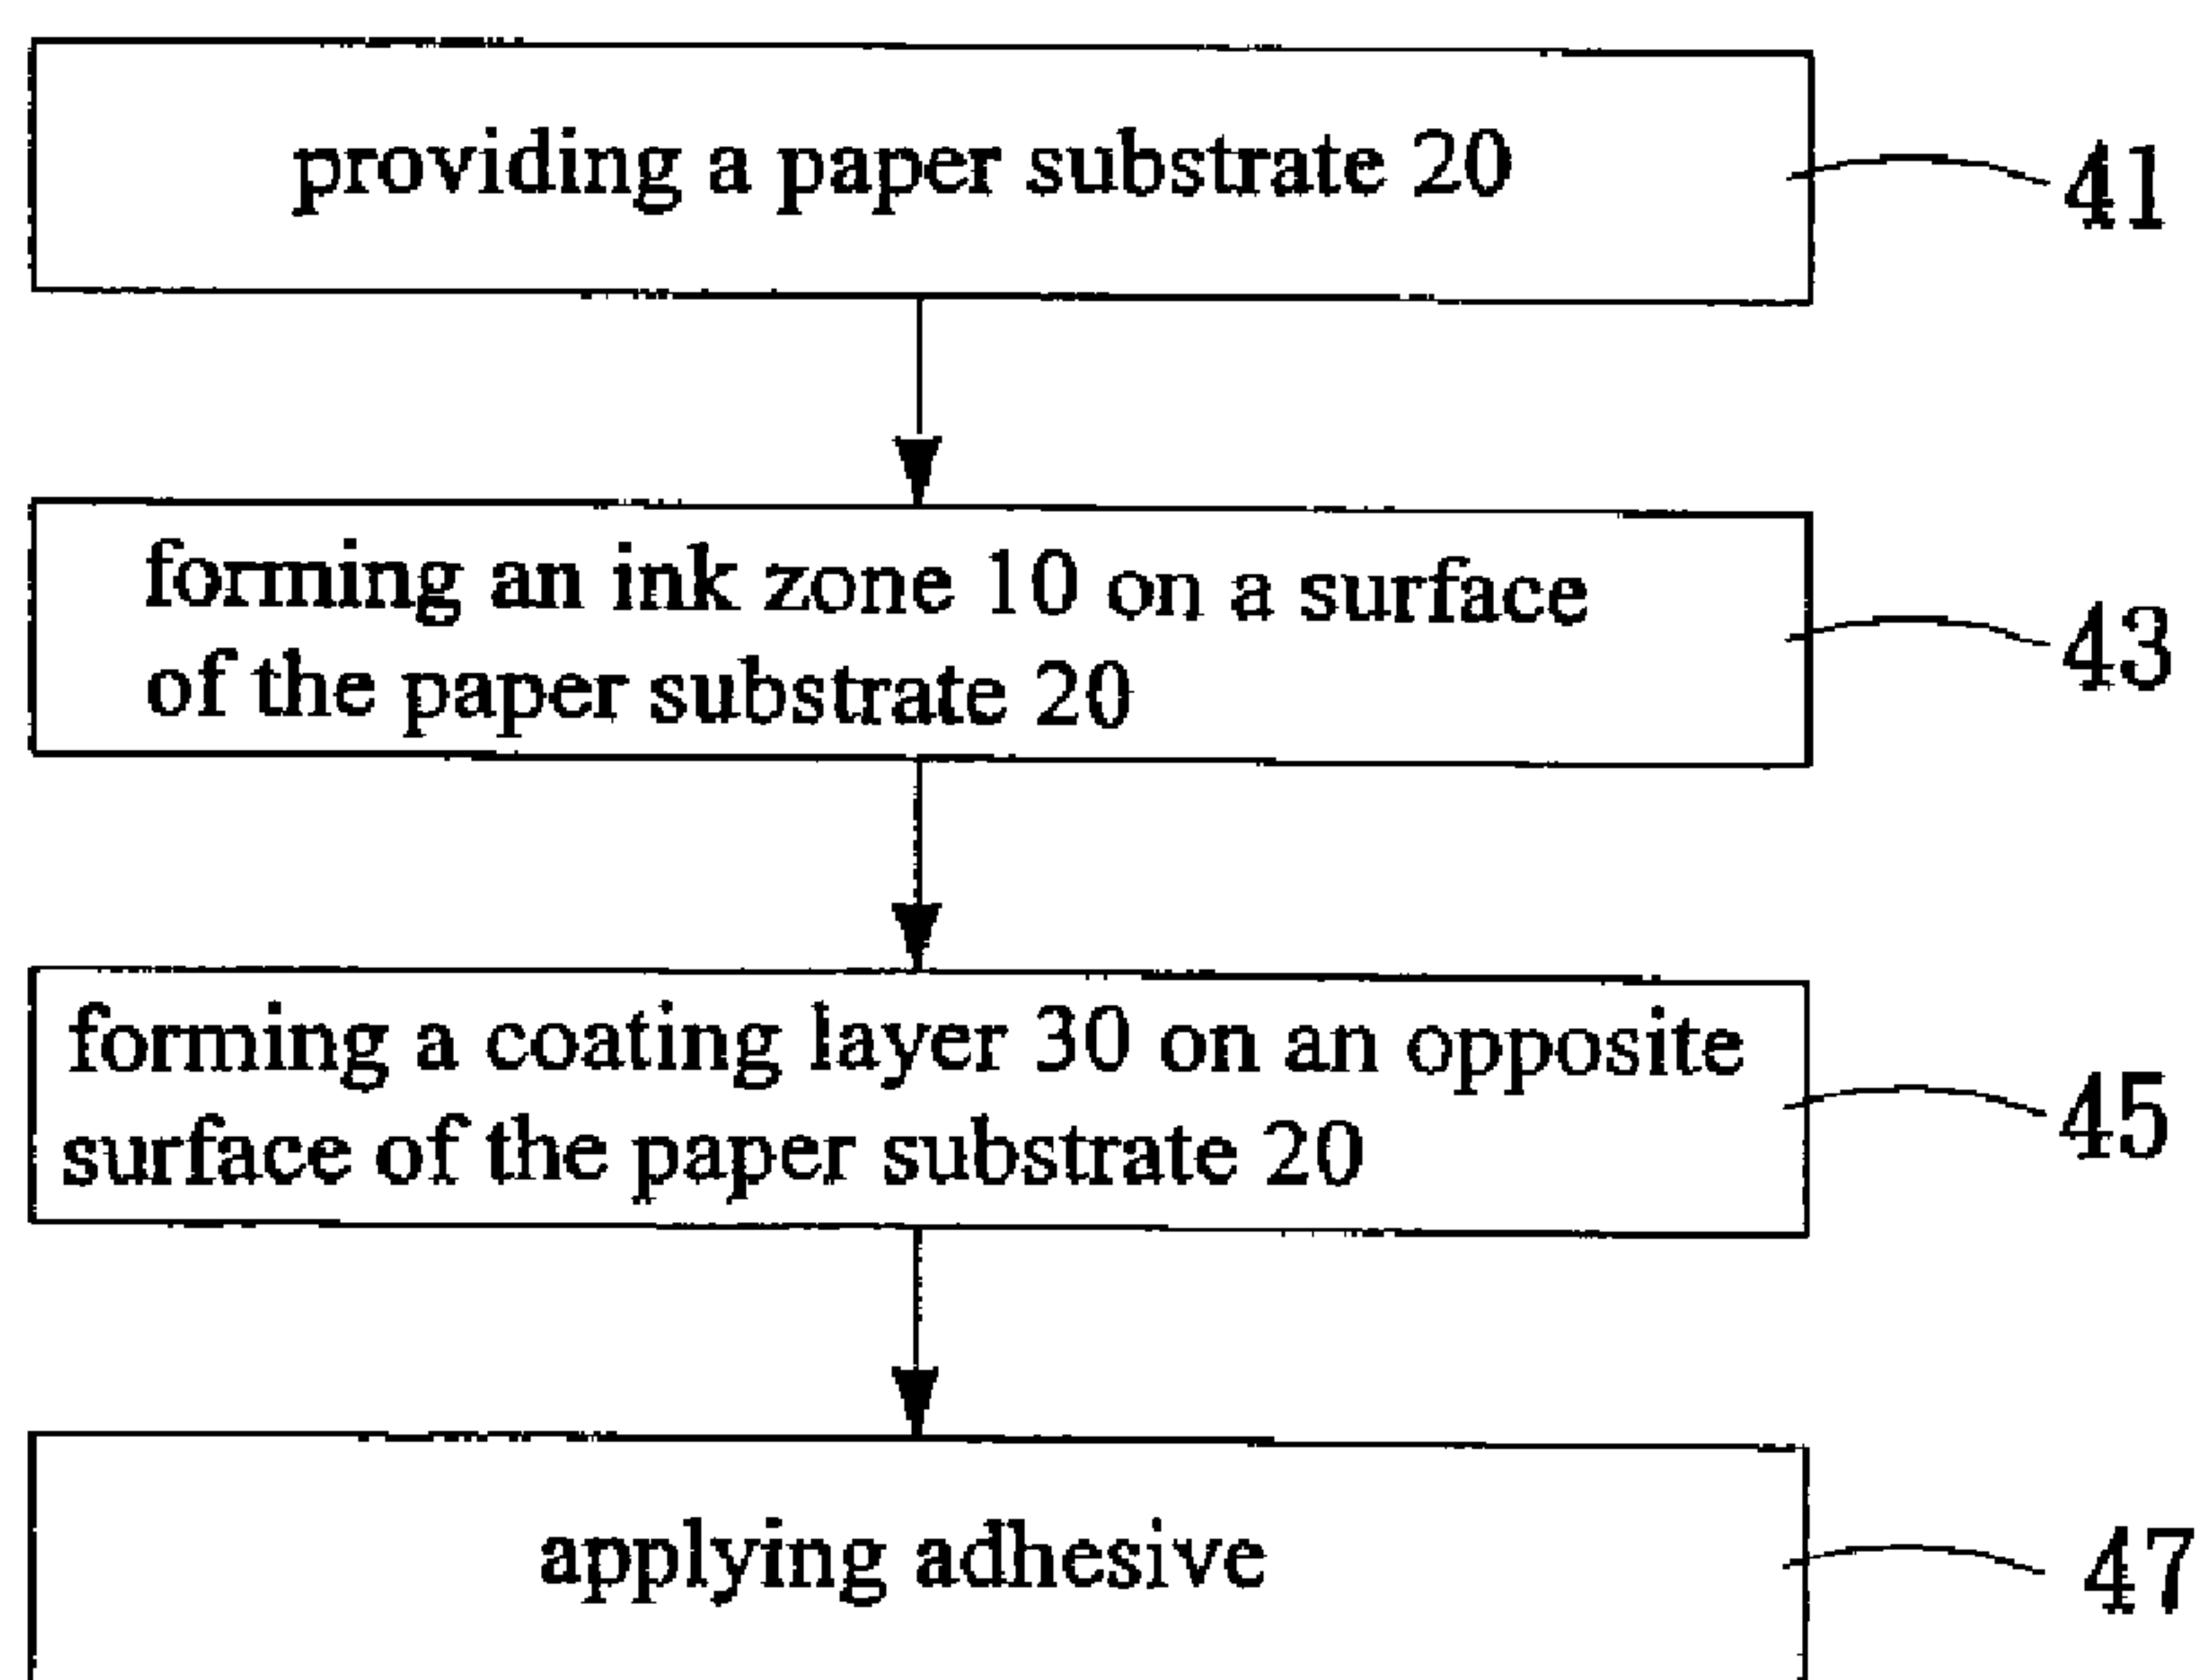 providing a paper substrate 20
41
forming an ink zone 10 on a surface
of the paper substrate 20
43
forming a coating layer 30 on an opposite
surface of the paper substrate 20
45
applying adhesive
47